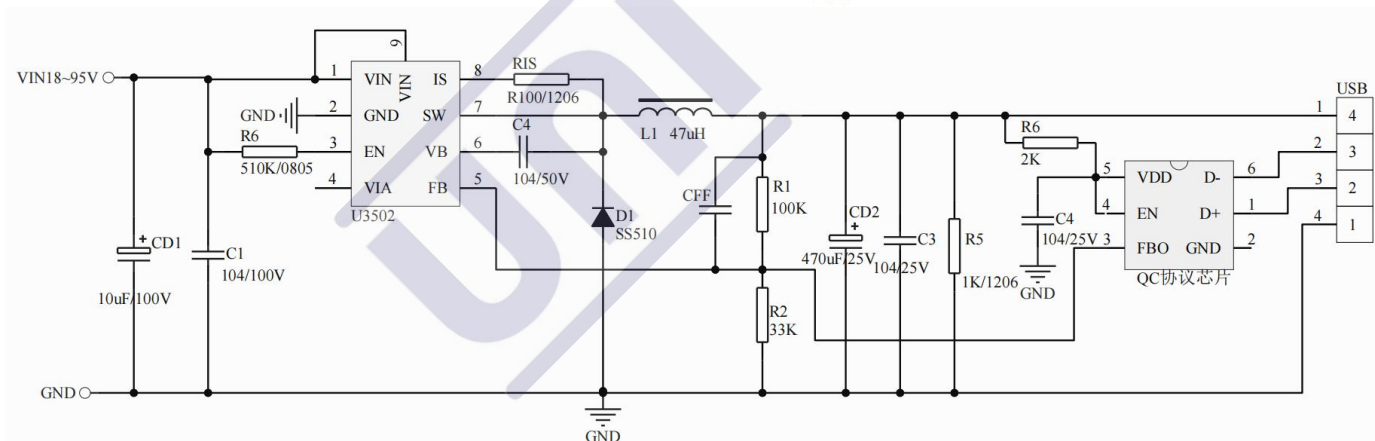 uni
VIN18~95V
GND
CD1
10uF/100V
C1
104/100V
GND
R6
510K/0805
1
2
3
4
9
VIN
VIN
GND
EN
VIA
IS
SW
VB
FB
8
7
6
5
U3502
RIS
R100/1206
C4
104/50V
D1
SS510
GND
L1 47uH
CFF
R1
100K
R2
33K
CD2
470uF/25V
C3
104/25V
R5
1K/1206
R6
2K
C4
104/25V
GND
5
4
3
VDD
EN
FBO
D-
D+
GND
6
1
2
QC协议芯片
USB
1
2
3
4
4
3
2
1